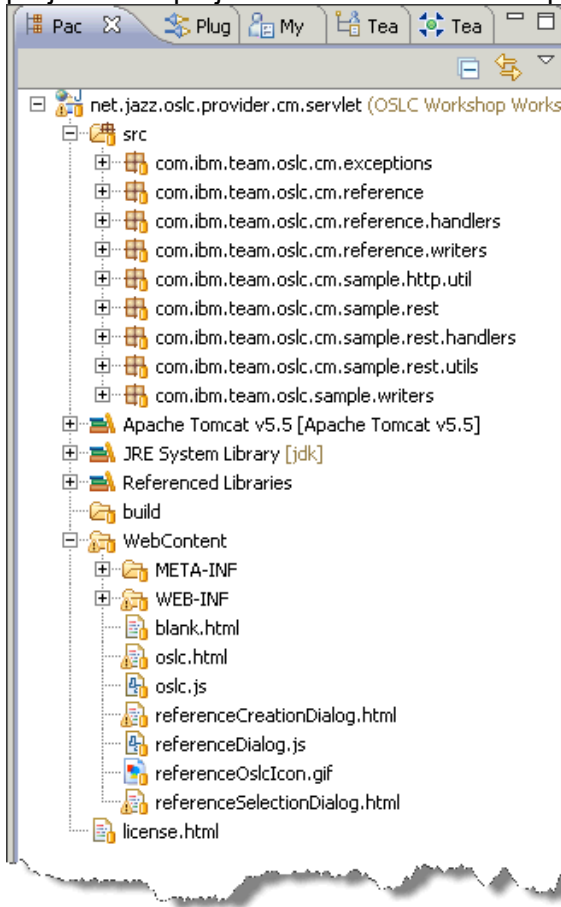 Pac Plug My Tea Tea
net.jazz.oslc.provider.cm.servlet (OSLC Workshop Works
src
com.ibm.team.oslc.cm.exceptions
com.ibm.team.oslc.cm.reference
com.ibm.team.oslc.cm.reference.handlers
com.ibm.team.oslc.cm.reference.writers
com.ibm.team.oslc.cm.sample.http.util
com.ibm.team.oslc.cm.sample.rest
com.ibm.team.oslc.cm.sample.rest.handlers
com.ibm.team.oslc.cm.sample.rest.utils
com.ibm.team.oslc.sample.writers
Apache Tomcat v5.5 [Apache Tomcat v5.5]
JRE System Library [jdk]
Referenced Libraries
build
WebContent
META-INF
WEB-INF
blank.html
oslc.html
oslc.js
referenceCreationDialog.html
referenceDialog.js
referenceOslcIcon.gif
referenceSelectionDialog.html
license.html